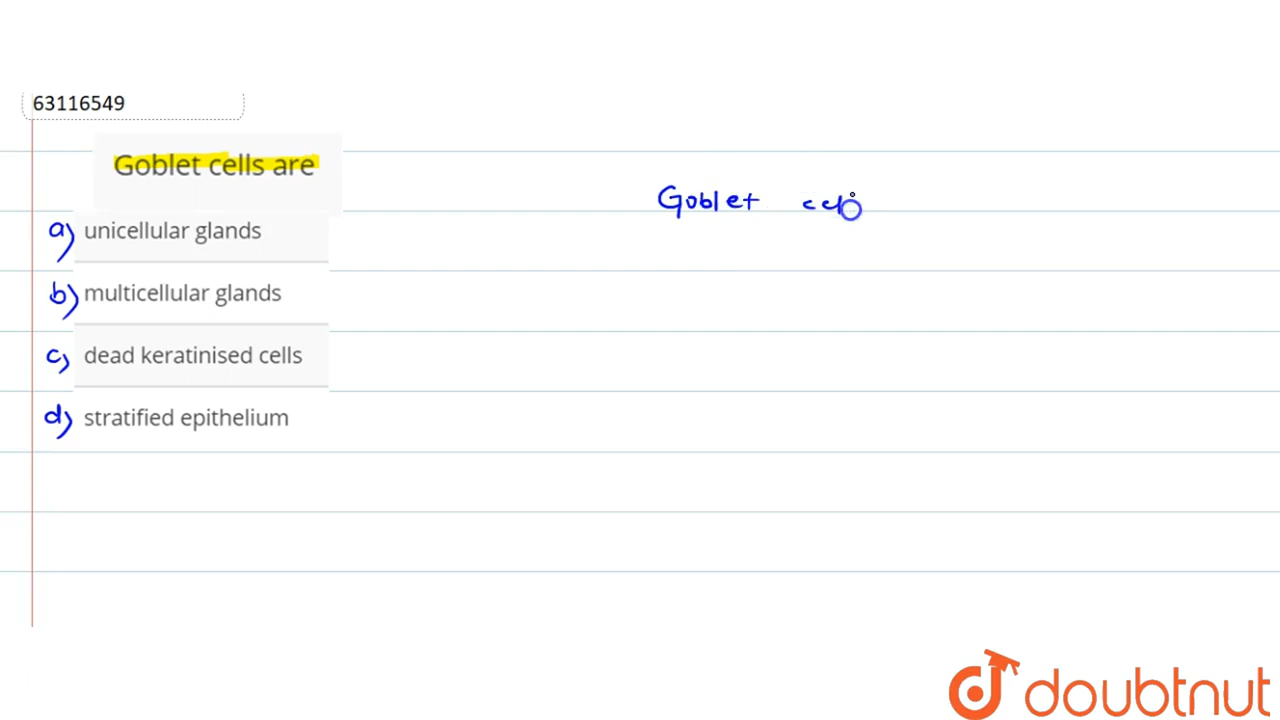 63116549
Goblet cells are
Goblet
a) unicellular glands
b) multicellular glands
c) dead keratinised cells
d) stratified epithelium
doubtnut